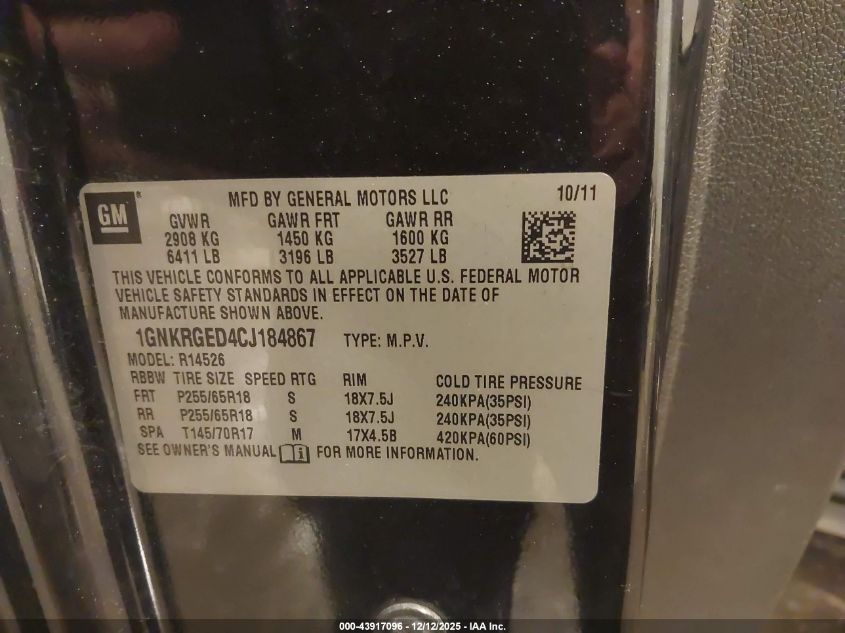 GM ® MFD BY GENERAL MOTORS LLC 10/11
GVWR GAWR FRT GAWR RR
2908 KG 1450 KG 1600 KG
6411 LB 3196 LB 3527 LB
THIS VEHICLE CONFORMS TO ALL APPLICABLE U.S. FEDERAL MOTOR
VEHICLE SAFETY STANDARDS IN EFFECT ON THE DATE OF
MANUFACTURE SHOWN ABOVE.
1GNKRGED4CJ184867 TYPE: M.P.V.
MODEL: R14526
RBBW TIRE SIZE SPEED RTG RIM COLD TIRE PRESSURE
FRT P255/65R18 S 18X7.5J 240KPA(35PSI)
RR P255/65R18 S 18X7.5J 240KPA(35PSI)
SPA T145/70R17 M 17X4.5B 420KPA(60PSI)
SEE OWNER'S MANUAL i FOR MORE INFORMATION.
000-43917096 - 12/12/2025 - IAA Inc.